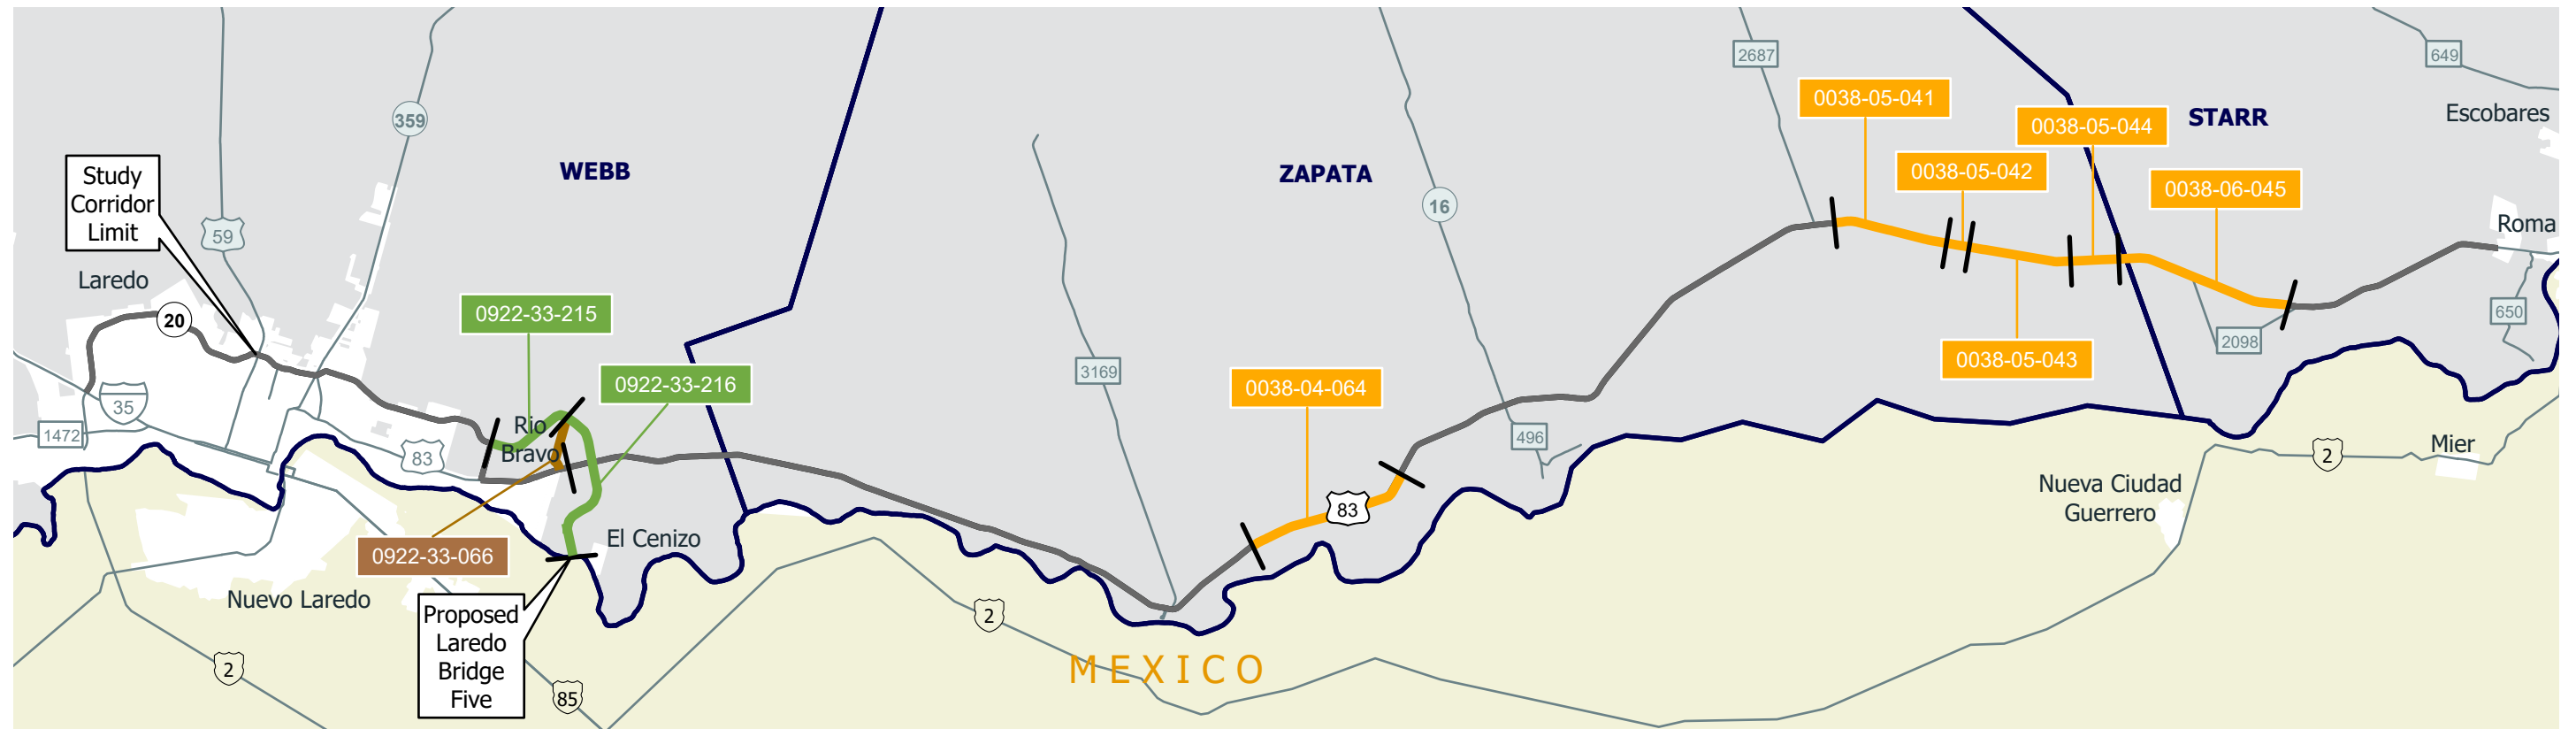 2687
649
0038-05-041
Escobares
359
0038-05-044
STARR
WEBB
ZAPATA
0038-05-042
Study
Corridor
Limit
0038-06-045
16
59
Roma
Laredo
20
0922-33-215
650
2098
0038-05-043
3169
0922-33-216
0038-04-064
35
Rio
Bravo
1472
496
83
2
Mier
Nueva Ciudad
Guerrero
83
El Cenizo
0922-33-066
Nuevo Laredo
Proposed
Laredo
Bridge
Five
2
2
MEXICO
85